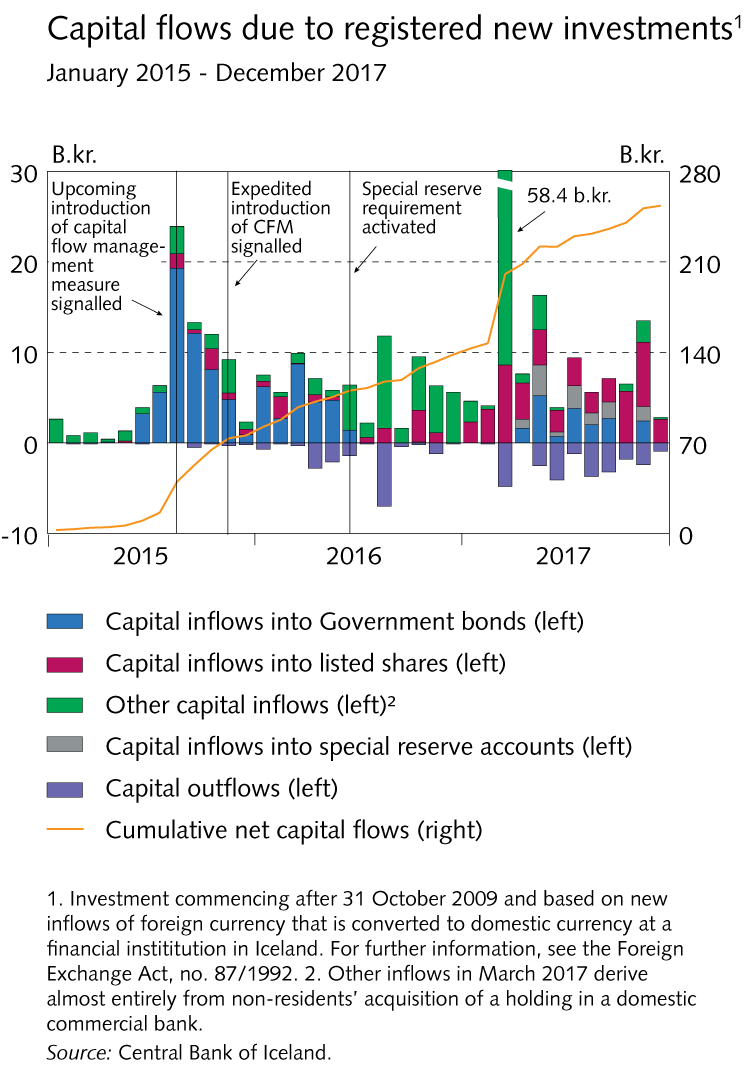 Capital flows due to registered new investments¹
January 2015 - December 2017
B.kr.
B.kr.
30
20
10
0
-10
280
210
140
70
0
Upcoming
introduction
of capital
flow manage-
ment
measure
signalled
Expedited
introduction
of CFM
signalled
Special reserve
requirement
activated
58.4 b.kr.
2015
2016
2017
Capital inflows into Government bonds (left)
Capital inflows into listed shares (left)
Other capital inflows (left)²
Capital inflows into special reserve accounts (left)
Capital outflows (left)
Cumulative net capital flows (right)
1. Investment commencing after 31 October 2009 and based on new
inflows of foreign currency that is converted to domestic currency at a
financial instititution in Iceland. For further information, see the Foreign
Exchange Act, no. 87/1992. 2. Other inflows in March 2017 derive
almost entirely from non-residents' acquisition of a holding in a domestic
commercial bank.
Source: Central Bank of Iceland.